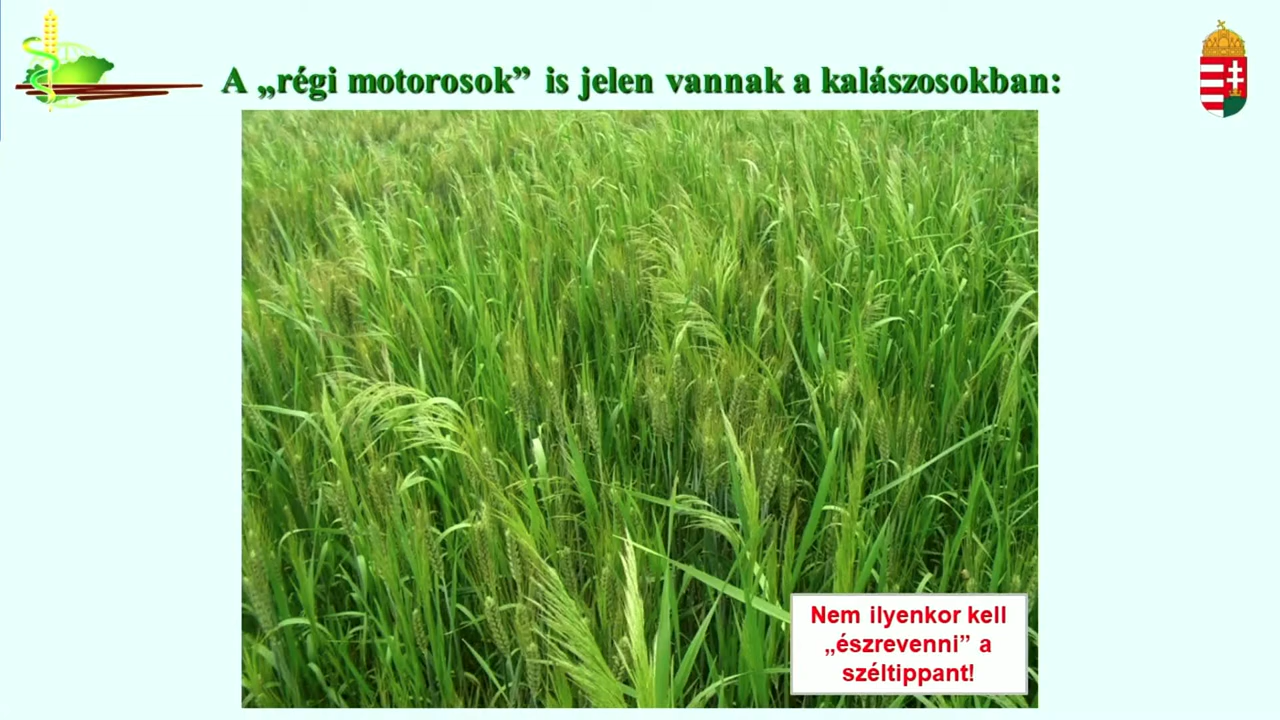 A „régi motorosok” is jelen vannak a kalászosokban:
Nem ilyenkor kell
„észrevenni” a
széltippant!